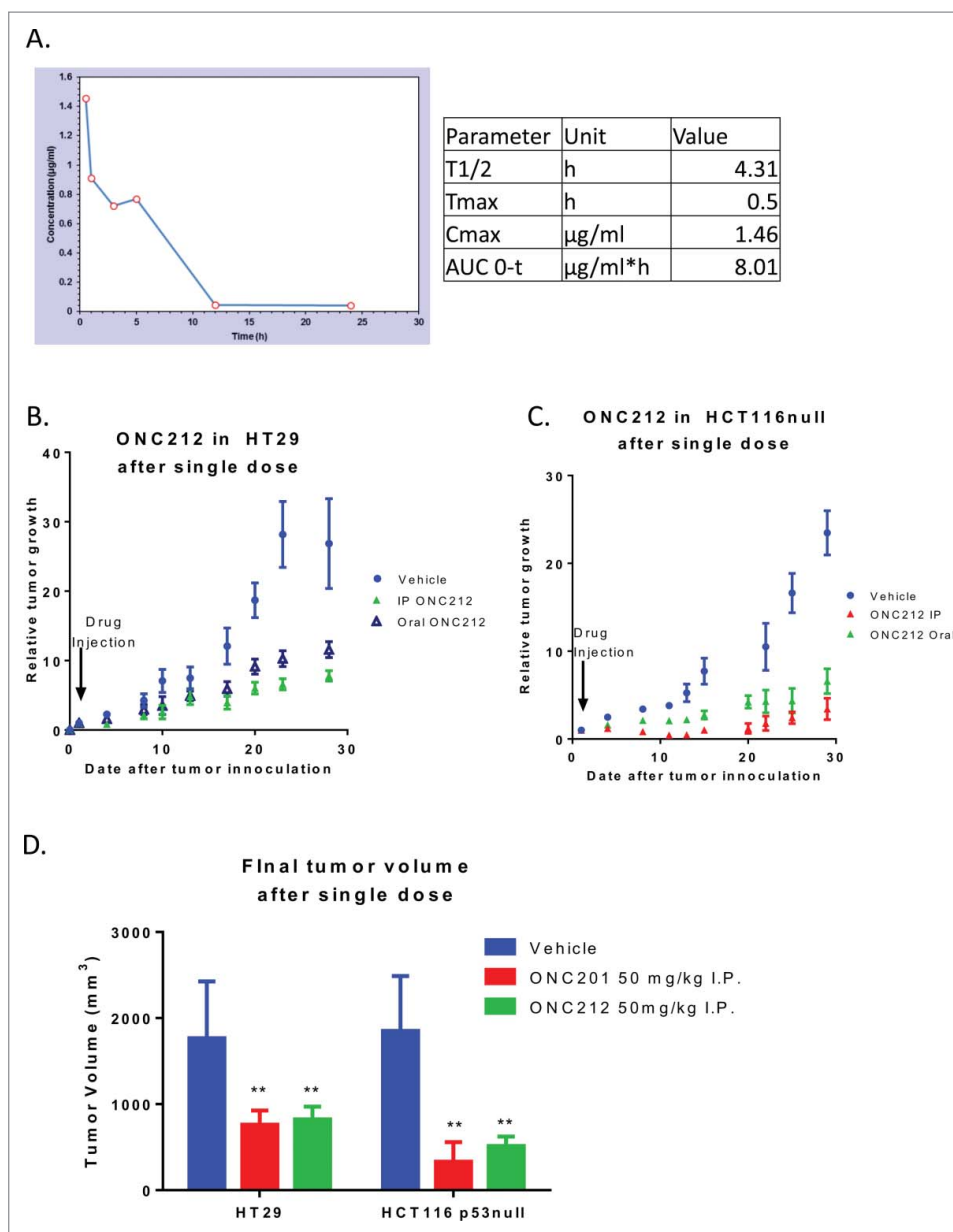 A.
1.6
1.4
1.2
1
0.8
0.6
0.4
0.2
0
Concentration(µg/ml)
0 5 10 15 20 25 30
Time(h)
Parameter Unit Value
T1/2 h 4.31
Tmax h 0.5
Cmax µg/ml 1.46
AUC 0-t µg/ml*h 8.01
B.
ONC212 in HT29
after single dose
40
30
20
10
0
Relative tumor growth
Drug
Injection
0 10 20 30
Date after tumor innoculation
Vehicle
IP ONC212
Oral ONC212
C.
ONC212 in HCT116null
after single dose
30
20
10
0
Relative tumor growth
Drug
Injection
0 10 20 30
Date after tumor innoculation
Vehicle
ONC212 IP
ONC212 Oral
D.
FInal tumor volume
after single dose
3000
2000
1000
0
Tumor Volume (mm³)
** ** ** **
HT29 HCT116 p53null
Vehicle
ONC201 50 mg/kg I.P.
ONC212 50mg/kg I.P.